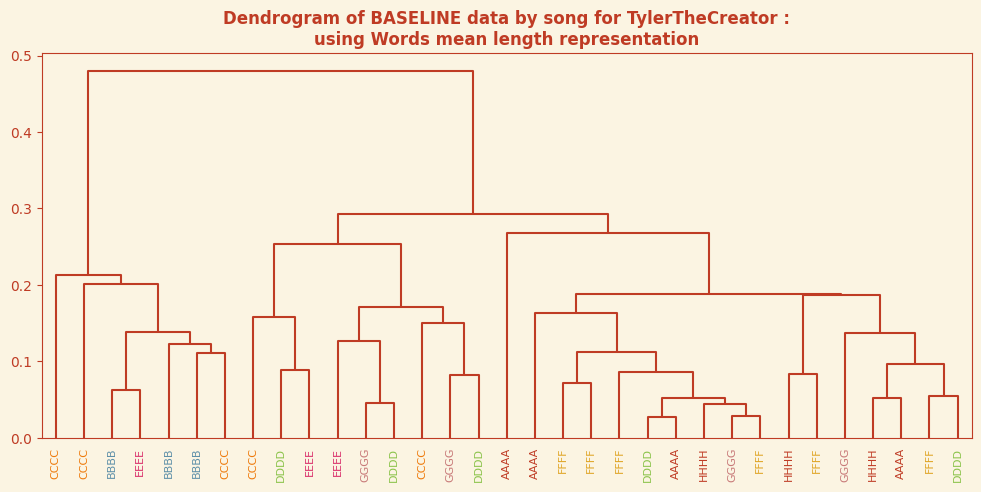 Dendrogram of BASELINE data by song for TylerTheCreator :
using Words mean length representation
0.5
0.4
0.3
0.2
0.1
0.0
CCCC CCCC BBBB EEEE BBBB BBBB CCCC CCCC DDDD EEEE EEEE GGGG DDDD CCCC GGGG DDDD AAAA AAAA FFFF FFFF FFFF DDDD AAAA HHHH GGGG FFFF HHHH FFFF GGGG HHHH AAAA FFFF DDDD